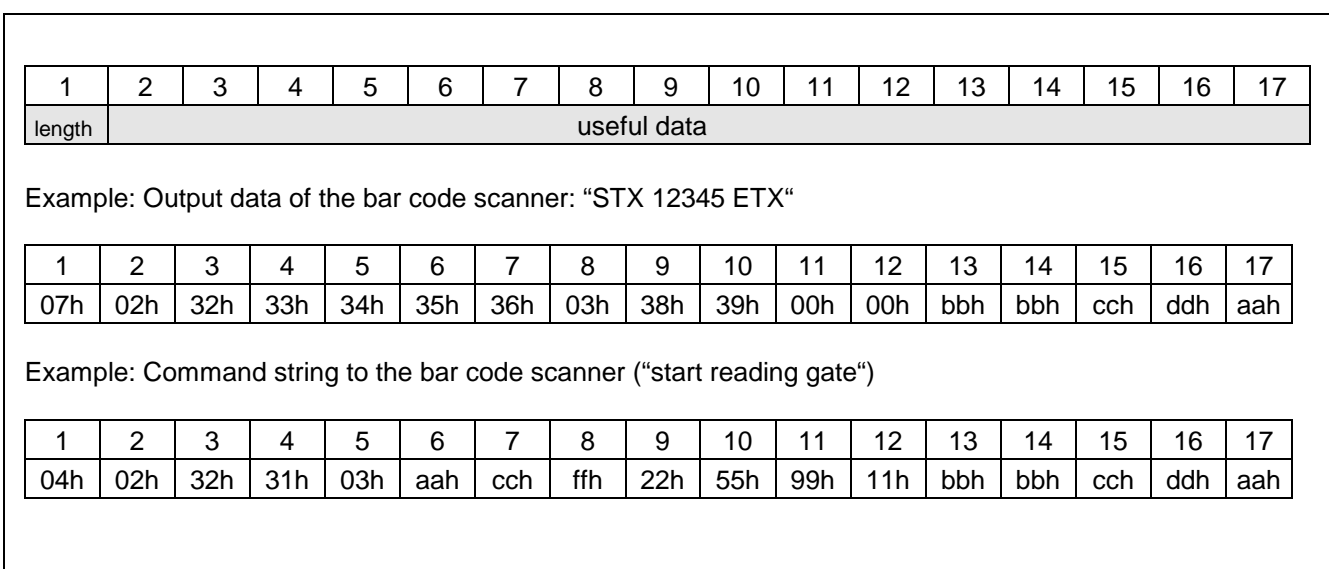 1 2 3 4 5 6 7 8 9 10 11 12 13 14 15 16 17
length useful data
Example: Output data of the bar code scanner: “STX 12345 ETX“
1 2 3 4 5 6 7 8 9 10 11 12 13 14 15 16 17
07h 02h 32h 33h 34h 35h 36h 03h 38h 39h 00h 00h bbh bbh cch ddh aah
Example: Command string to the bar code scanner (“start reading gate“)
1 2 3 4 5 6 7 8 9 10 11 12 13 14 15 16 17
04h 02h 32h 31h 03h aah cch ffh 22h 55h 99h 11h bbh bbh cch ddh aah